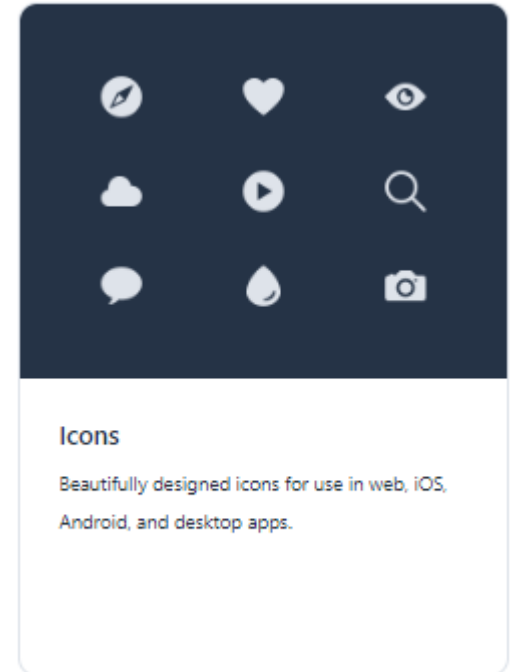 Icons
Beautifully designed icons for use in web, iOS,
Android, and desktop apps.